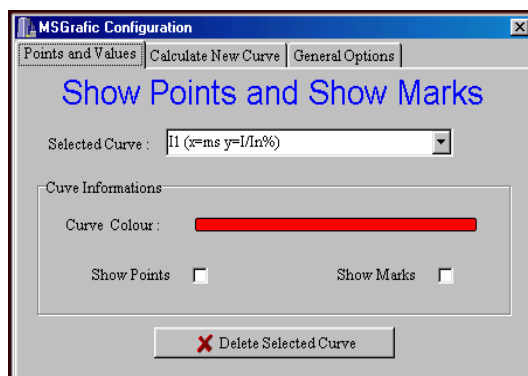 MSGrafic Configuration
Points and Values Calculate New Curve General Options
Show Points and Show Marks
Selected Curve : I1 (x=ms y=I/In%)
Cuve Informations
Curve Colour :
Show Points Show Marks
Delete Selected Curve